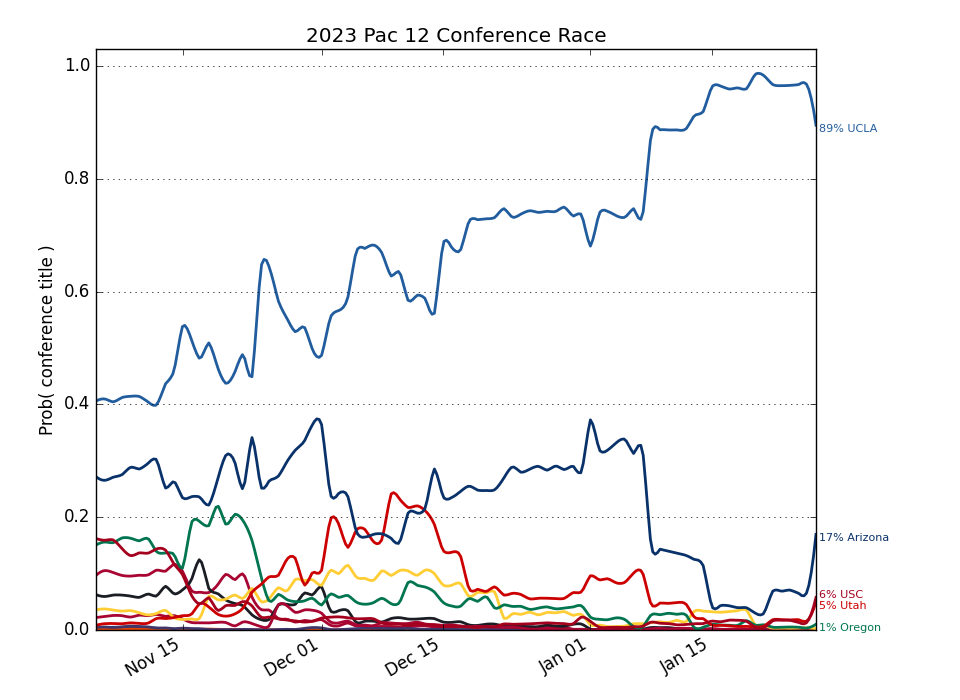 2023 Pac 12 Conference Race
Prob( conference title )
1.0
0.8
0.6
0.4
0.2
0.0
89% UCLA
17% Arizona
6% USC
5% Utah
1% Oregon
Nov 15
Dec 01
Dec 15
Jan 01
Jan 15